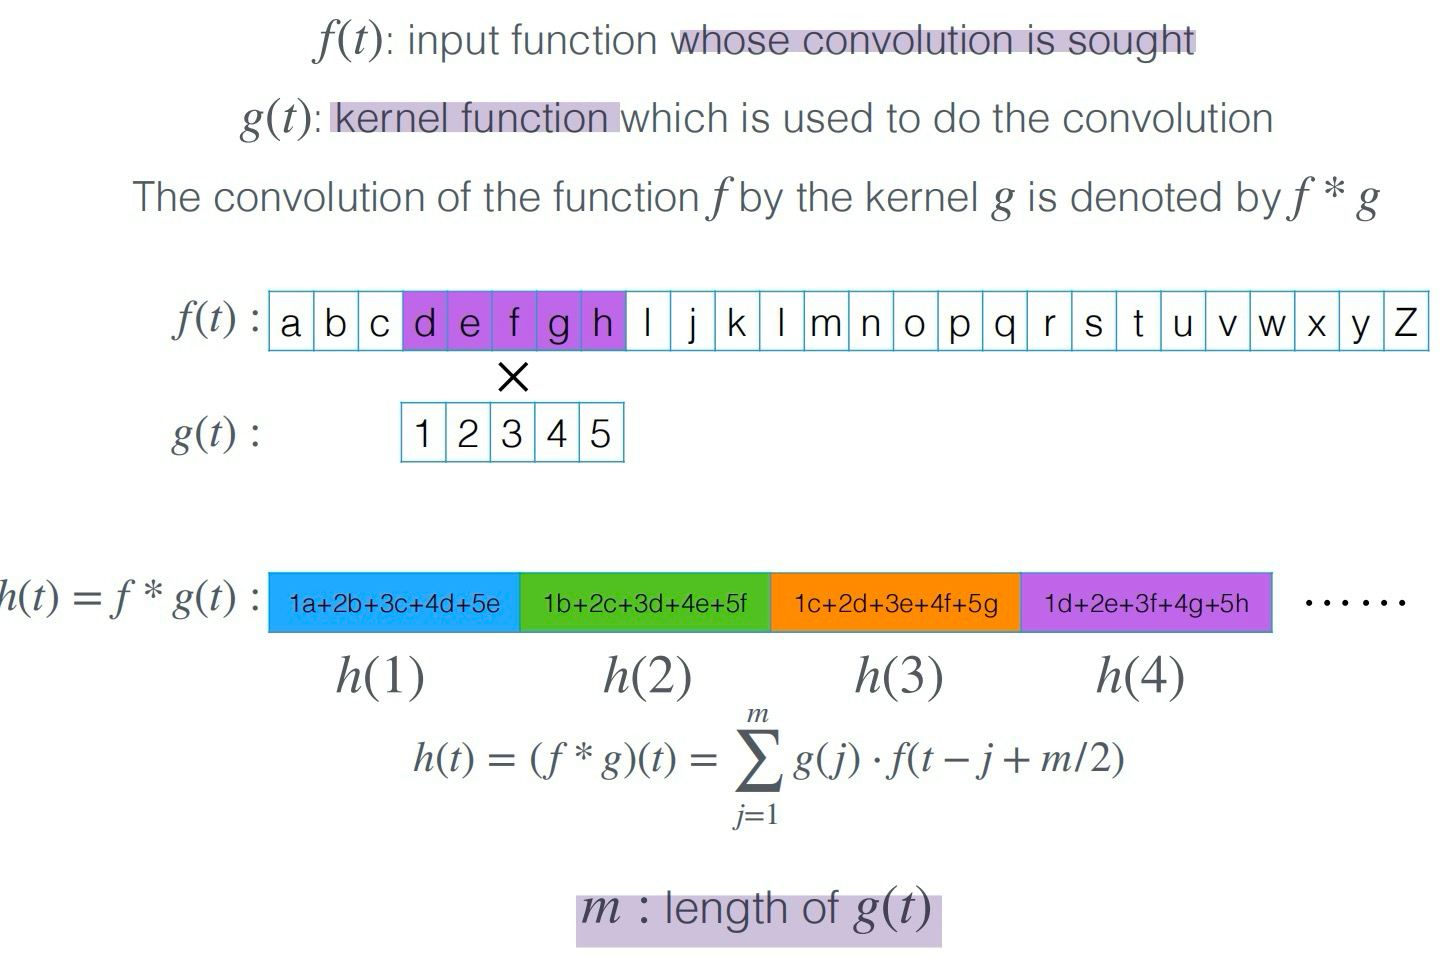 f(t): input function whose convolution is sought
g(t): kernel function which is used to do the convolution
The convolution of the function f by the kernel g is denoted by f * g
f(t) : a b c d e f g h I j k l m n o p q r s t u v w x y Z
×
g(t) : 1 2 3 4 5
h(t) = f * g(t) : 1a+2b+3c+4d+5e 1b+2c+3d+4e+5f 1c+2d+3e+4f+5g 1d+2e+3f+4g+5h ......
h(1) h(2) h(3) h(4)
h(t) = (f * g)(t) = ∑_{j=1}^{m} g(j) · f(t − j + m/2)
m : length of g(t)